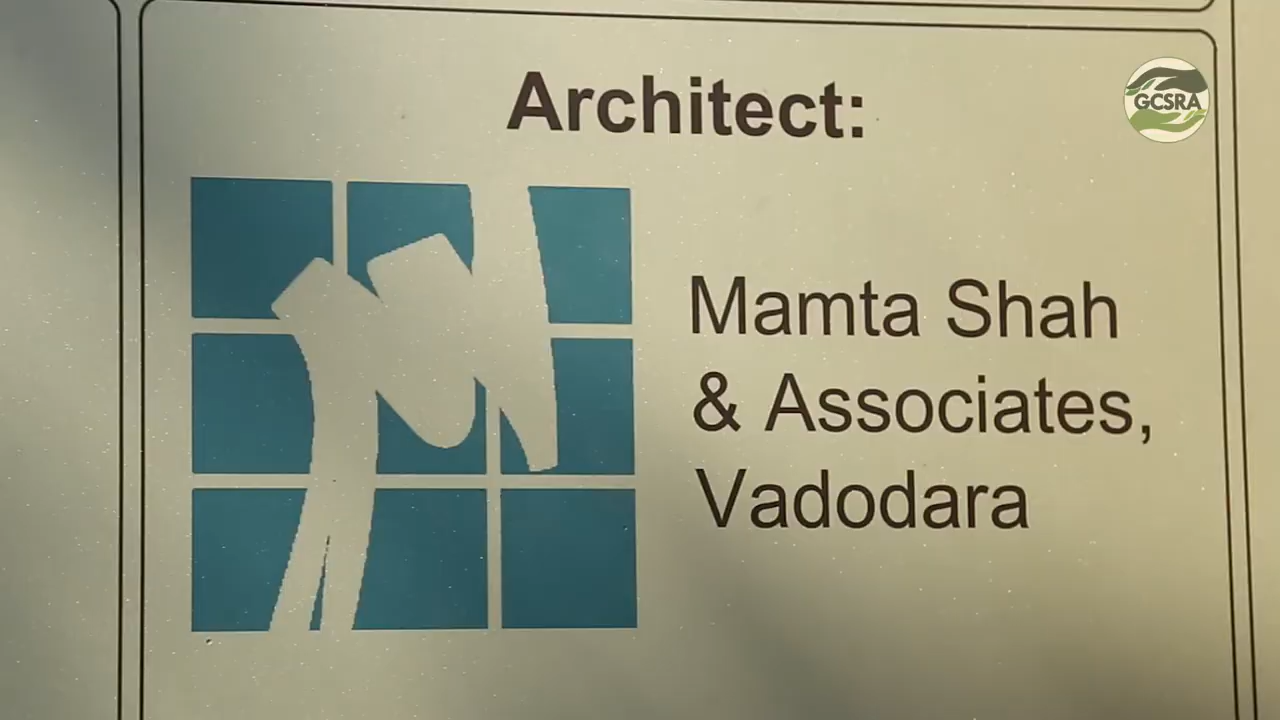 Architect:
GCSRA
Mamta Shah
& Associates,
Vadodara